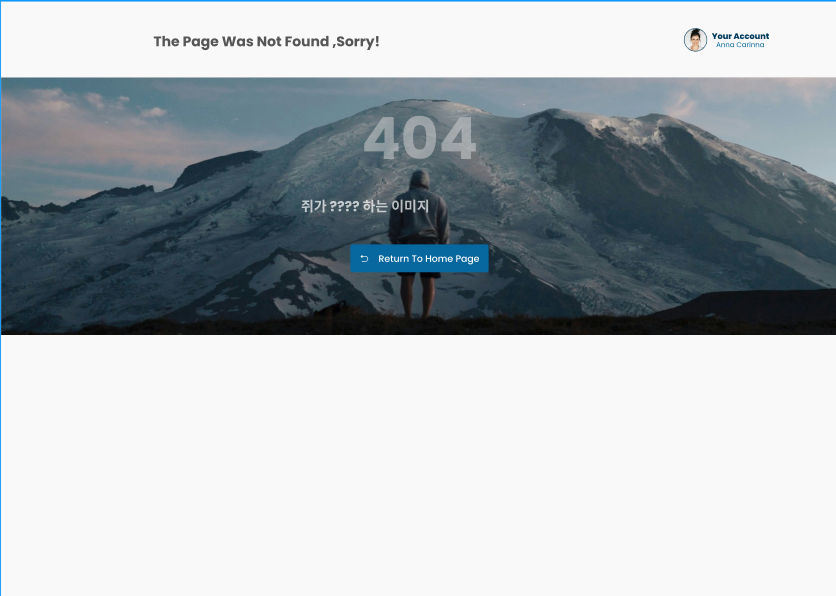 The Page Was Not Found ,Sorry!
Your Account
Anna Carinna
404
쥐가 ???? 하는 이미지
Return To Home Page